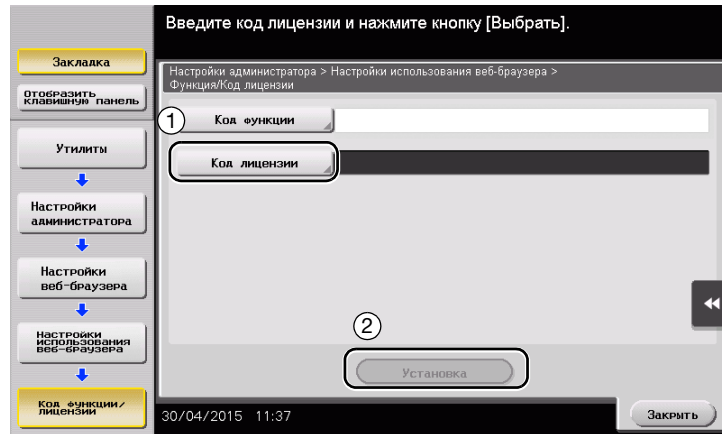 Введите код лицензии и нажмите кнопку [Выбрать].
Закладка
Отобразить
клавишную панель
Утилиты
Настройки
администратора
Настройки
веб-браузера
Настройки
использования
веб-браузера
Код функции/
лицензии
Настройки администратора > Настройки использования веб-браузера >
Функция/Код лицензии
1 Код функции
Код лицензии
2
Установка
30/04/2015 11:37
Закрыть